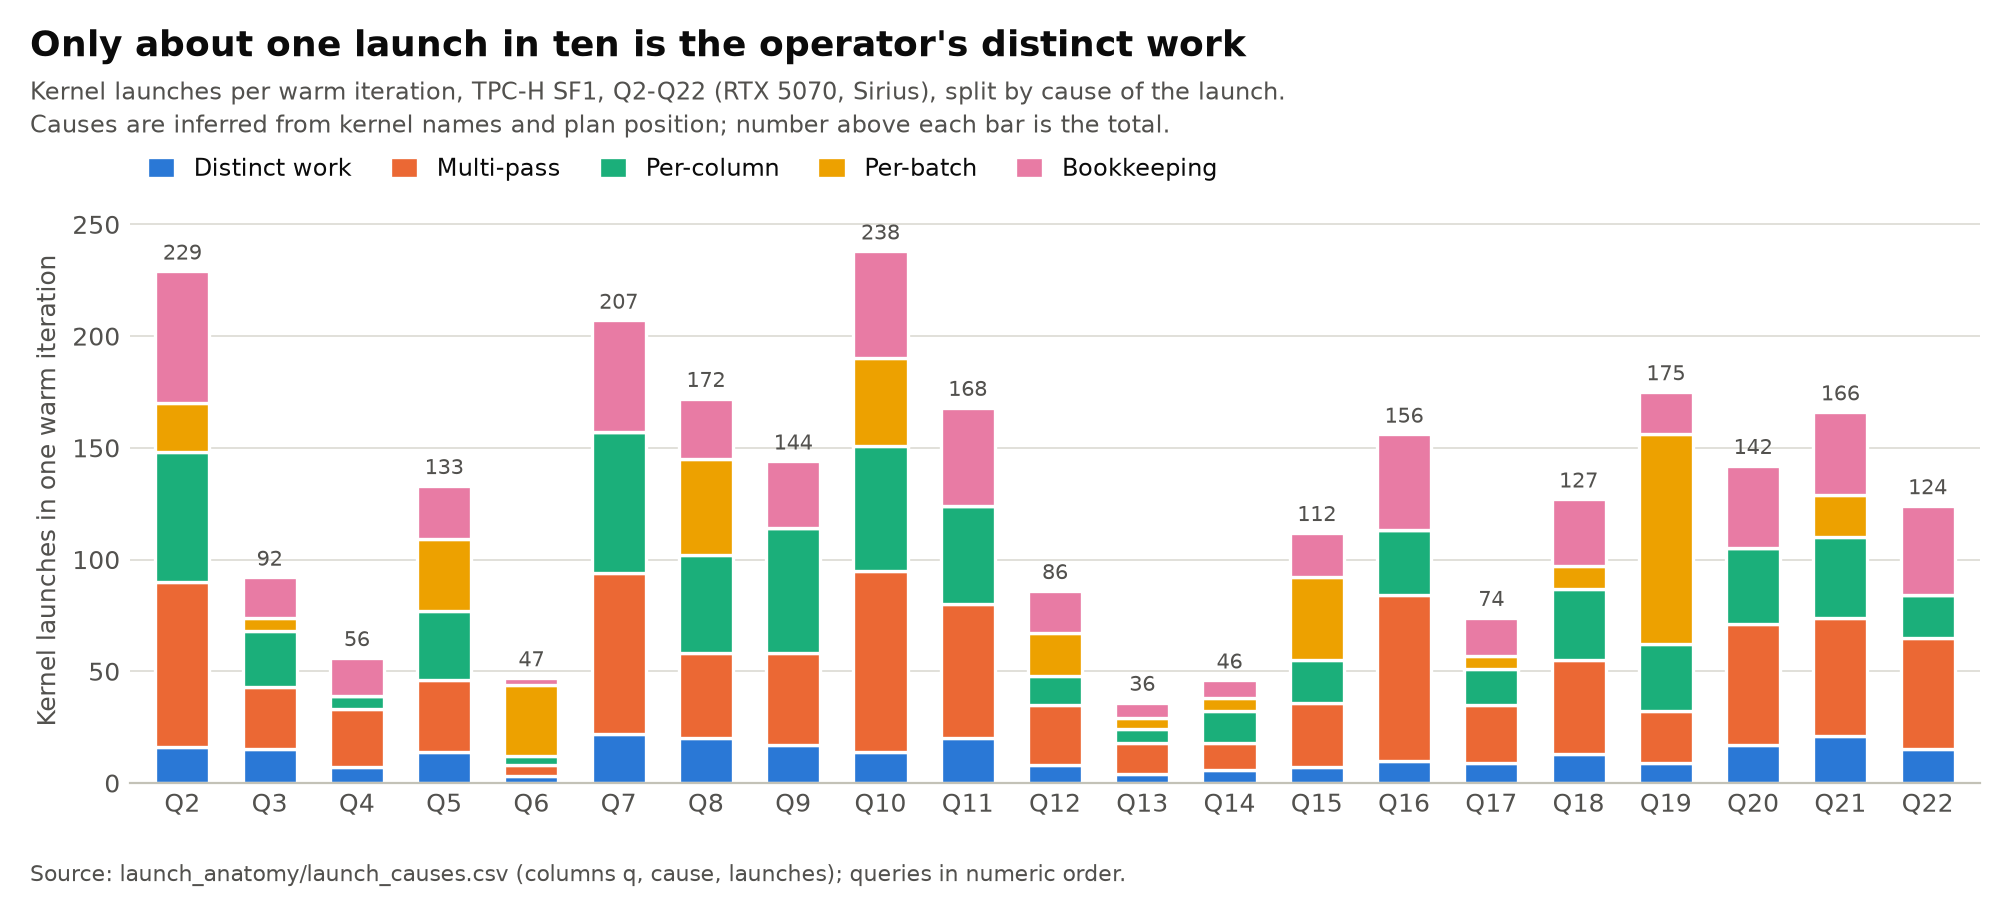 Only about one launch in ten is the operator's distinct work
Kernel launches per warm iteration, TPC-H SF1, Q2-Q22 (RTX 5070, Sirius), split by cause of the launch.
Causes are inferred from kernel names and plan position; number above each bar is the total.
Distinct work Multi-pass Per-column Per-batch Bookkeeping
Kernel launches in one warm iteration
250
200
150
100
50
0
229 92 56 133 47 207 172 144 238 168 86 36 46 112 156 74 127 175 142 166 124
Q2 Q3 Q4 Q5 Q6 Q7 Q8 Q9 Q10 Q11 Q12 Q13 Q14 Q15 Q16 Q17 Q18 Q19 Q20 Q21 Q22
Source: launch_anatomy/launch_causes.csv (columns q, cause, launches); queries in numeric order.